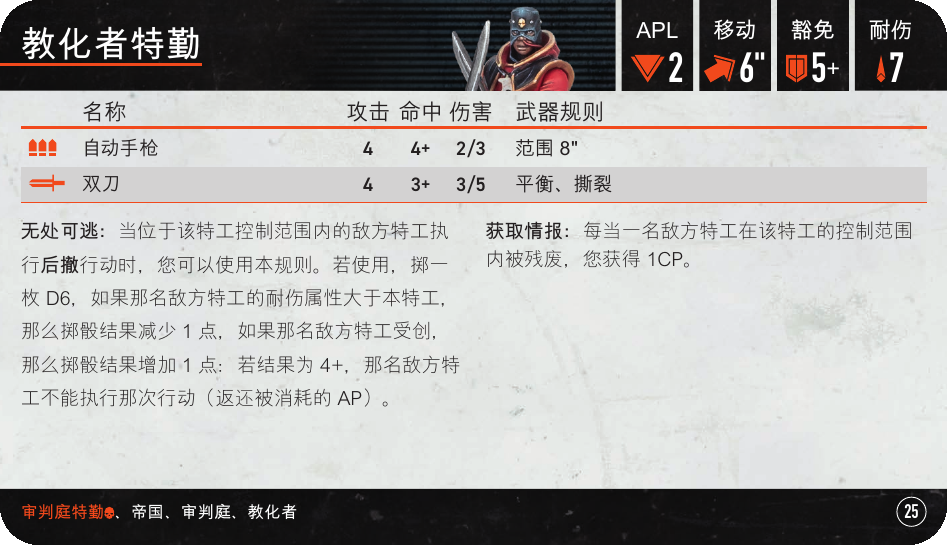 教化者特勤
APL 移动 豁免 耐伤
2 6" 5+ 7
名称 攻击 命中 伤害 武器规则
自动手枪 4 4+ 2/3 范围 8"
双刀 4 3+ 3/5 平衡、撕裂
无处可逃：当位于该特工控制范围内的敌方特工执
行后撤行动时，您可以使用本规则。若使用，掷一
枚 D6，如果那名敌方特工的耐伤属性大于本特工，
那么掷骰结果减少 1 点，如果那名敌方特工受创，
那么掷骰结果增加 1 点：若结果为 4+，那名敌方特
工不能执行那次行动（返还被消耗的 AP）。
获取情报：每当一名敌方特工在该特工的控制范围
内被残废，您获得 1CP。
审判庭特勤、帝国、审判庭、教化者
25